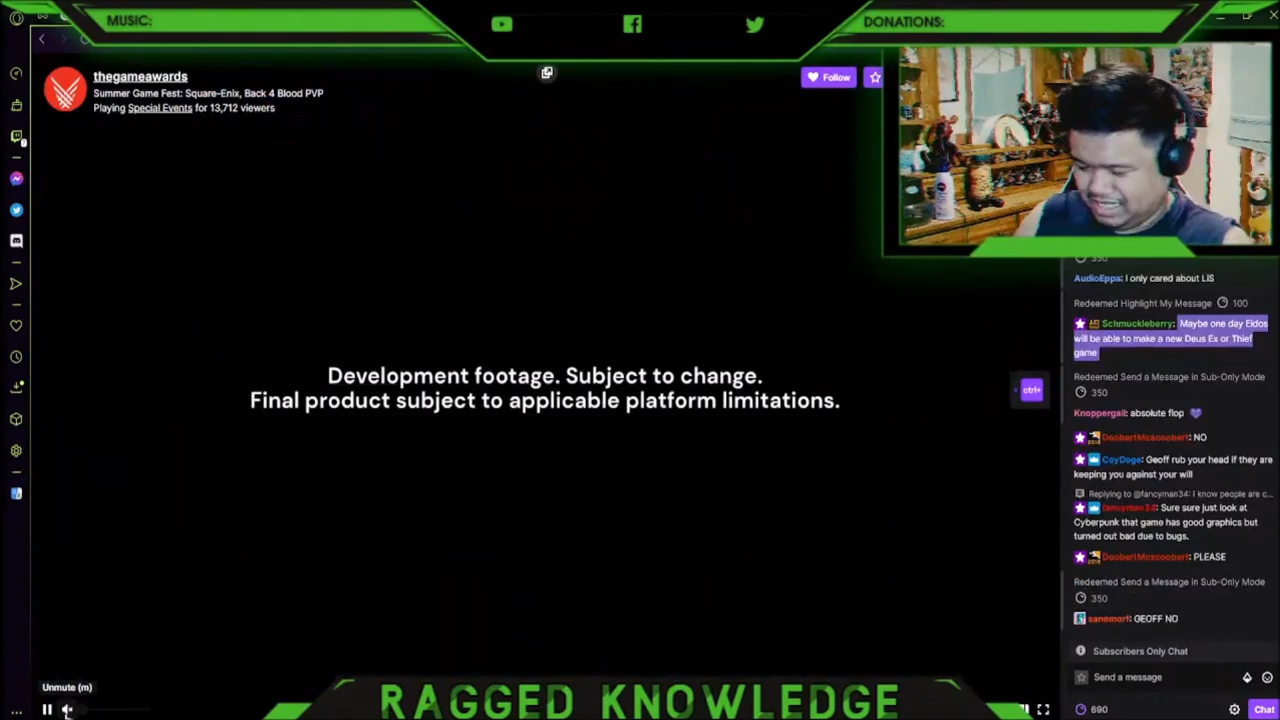 MUSIC:
DONATIONS:
thegameawards
Summer Game Fest: Square-Enix, Back 4 Blood PVP
Playing Special Events for 13,712 viewers
Follow
Development footage. Subject to change.
Final product subject to applicable platform limitations.
ctrl+
350
AudioEppa: I only cared about LiS
Redeemed Highlight My Message 100
Schmuckleberry: Maybe one day Eidos
will be able to make a new Deus Ex or Thief
game
Redeemed Send a Message in Sub-Only Mode
350
Knoppergall: absolute flop
DoobertMcscoobert: NO
CoyDoge: Geoff rub your head if they are
keeping you against your will
Replying to @fancyman34: I know people are c...
fancyman34: Sure sure just look at
Cyberpunk that game has good graphics but
turned out bad due to bugs.
DoobertMcscoobert: PLEASE
Redeemed Send a Message in Sub-Only Mode
350
sanomorf: GEOFF NO
Subscribers Only Chat
Send a message
690
Chat
Unmute (m)
RAGGED KNOWLEDGE